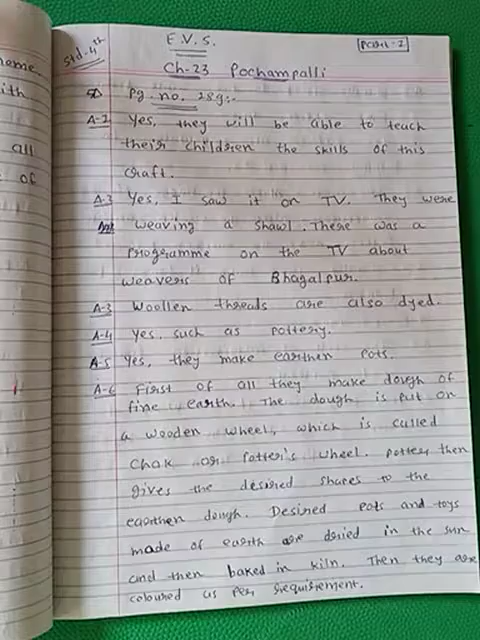 eme.
ith
all
of
Std-4th
E.V.S.
PART-2
Ch-23 Pochampalli
Pg. no. 289:-
A-2 Yes, they will be able to teach
their children the skills of this
craft.
A-3 Yes, I saw it on TV. They were
weaving a shawl. There was a
programme on the TV about
weavers of Bhagalpur.
A-3 Woollen threads are also dyed.
A-4 Yes, such as pottery.
A-5 Yes, they make earthen pots.
A-6 First of all they make dough of
fine earth. The dough is put on
a wooden wheel, which is called
Chak or Potter's wheel. Potter then
gives the desired shapes to the
earthen dough. Desired pots and toys
made of earth are dried in the sun
and then baked in kiln. Then they are
coloured as per requirement.